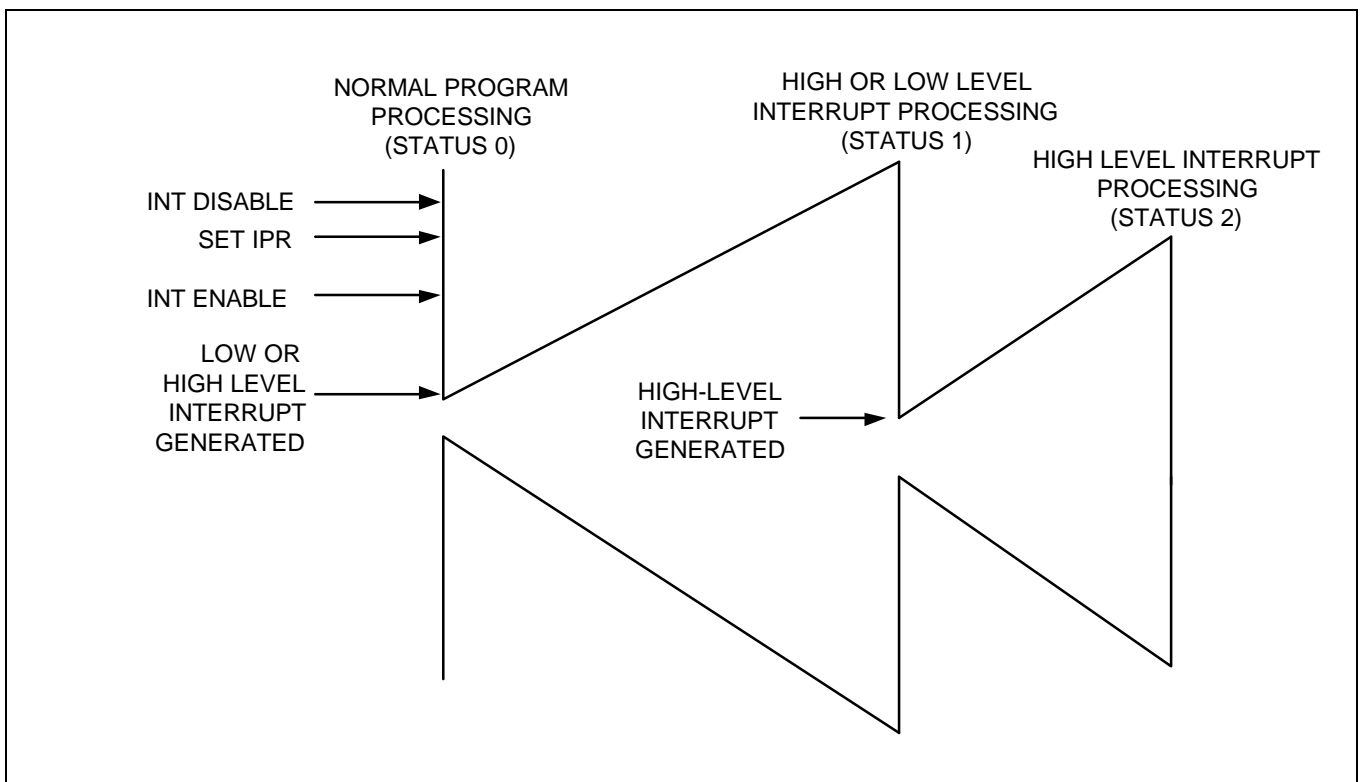 NORMAL PROGRAM
PROCESSING
(STATUS 0)
HIGH OR LOW LEVEL
INTERRUPT PROCESSING
(STATUS 1)
HIGH LEVEL INTERRUPT
PROCESSING
(STATUS 2)
INT DISABLE
SET IPR
INT ENABLE
LOW OR
HIGH LEVEL
INTERRUPT
GENERATED
HIGH-LEVEL
INTERRUPT
GENERATED